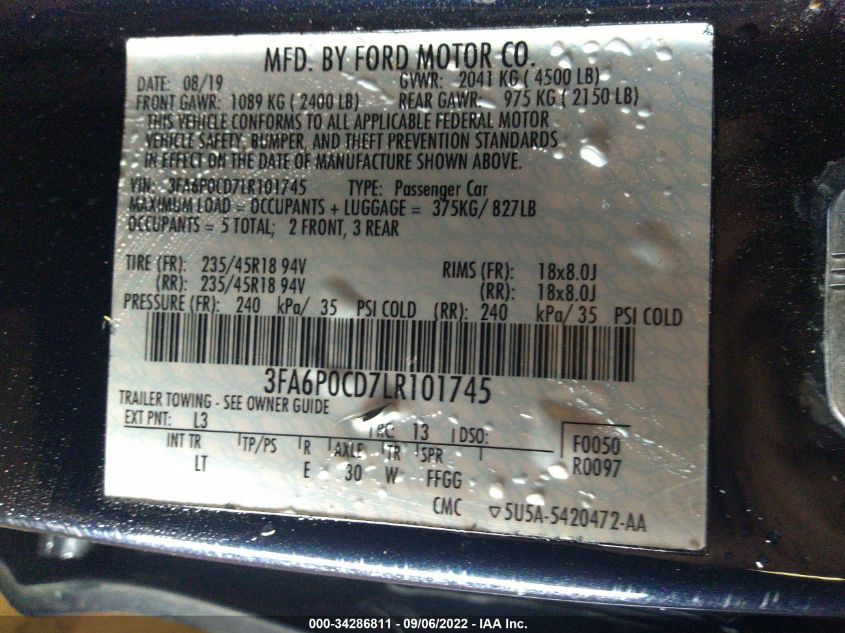 MFD. BY FORD MOTOR CO.
DATE: 08/19 GVWR: 2041 KG ( 4500 LB)
FRONT GAWR: 1089 KG ( 2400 LB) REAR GAWR: 975 KG ( 2150 LB)
THIS VEHICLE CONFORMS TO ALL APPLICABLE FEDERAL MOTOR
VEHICLE SAFETY, BUMPER, AND THEFT PREVENTION STANDARDS
IN EFFECT ON THE DATE OF MANUFACTURE SHOWN ABOVE.
VIN: 3FA6P0CD7LR101745 TYPE: Passenger Car
MAXIMUM LOAD = OCCUPANTS + LUGGAGE = 375KG/ 827LB
OCCUPANTS = 5 TOTAL; 2 FRONT, 3 REAR
TIRE (FR): 235/45R18 94V RIMS (FR): 18x8.0J
(RR): 235/45R18 94V (RR): 18x8.0J
PRESSURE (FR): 240 kPa/ 35 PSI COLD (RR): 240 kPa/ 35 PSI COLD
3FA6P0CD7LR101745
TRAILER TOWING - SEE OWNER GUIDE
EXT PNT: L3 RC: 13 DSO: F0050
INT TR TP/PS R AXLE TR SPR R0097
LT E 30 W FFGG
CMC ▽5U5A-5420472-AA
000-34286811 - 09/06/2022 - IAA Inc.